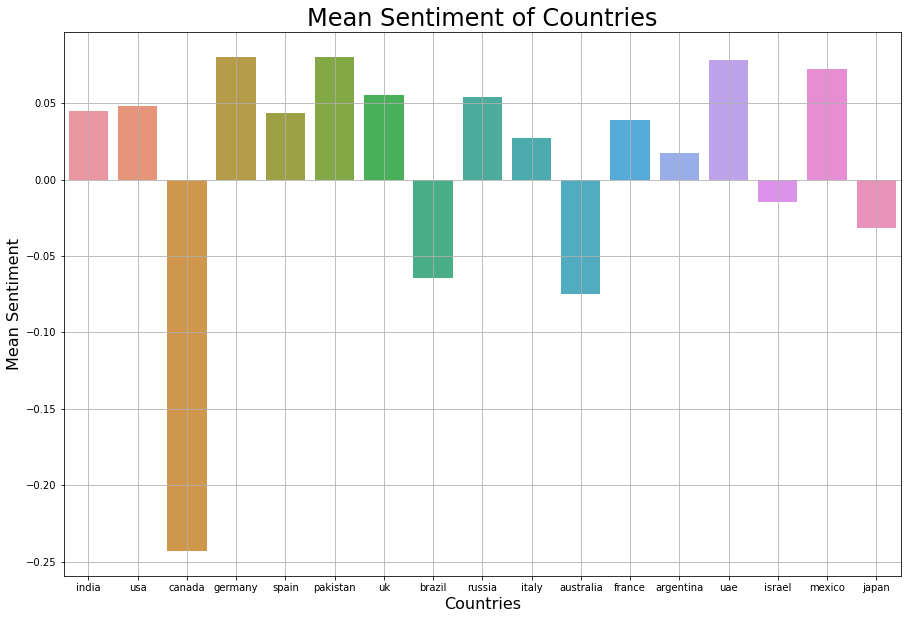 Mean Sentiment of Countries
Mean Sentiment
0.05
0.00
−0.05
−0.10
−0.15
−0.20
−0.25
india usa canada germany spain pakistan uk brazil russia italy australia france argentina uae israel mexico japan
Countries